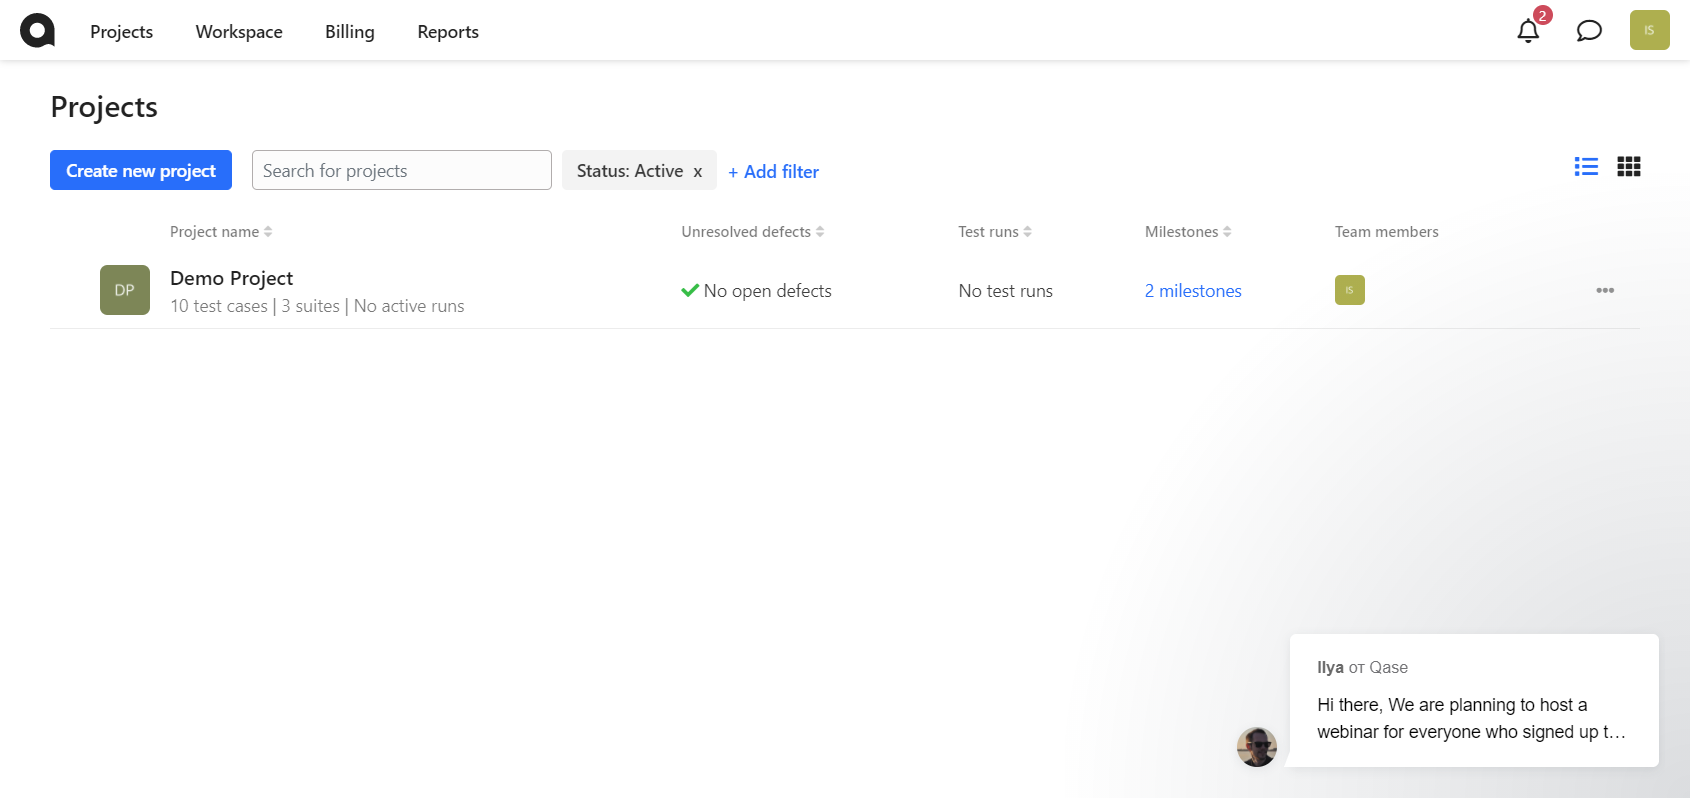 Projects Workspace Billing Reports 2 IS
Projects
Create new project Search for projects Status: Active x + Add filter
Project name Unresolved defects Test runs Milestones Team members
DP Demo Project
10 test cases | 3 suites | No active runs
No open defects No test runs 2 milestones IS
Ilya от Qase
Hi there, We are planning to host a
webinar for everyone who signed up t…